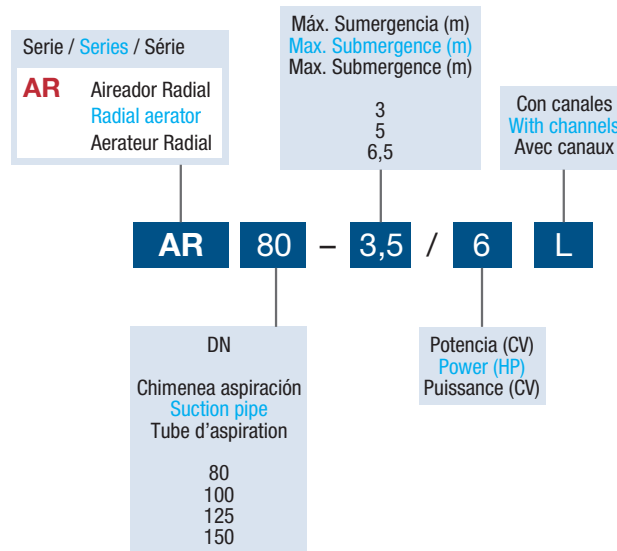 Serie / Series / Série
AR Aireador Radial
Radial aerator
Aerateur Radial
Máx. Sumergencia (m)
Max. Submergence (m)
Max. Submergence (m)
3
5
6,5
Con canales
With channels
Avec canaux
AR 80 – 3,5 / 6 L
DN
Chimenea aspiración
Suction pipe
Tube d'aspiration
80
100
125
150
Potencia (CV)
Power (HP)
Puissance (CV)